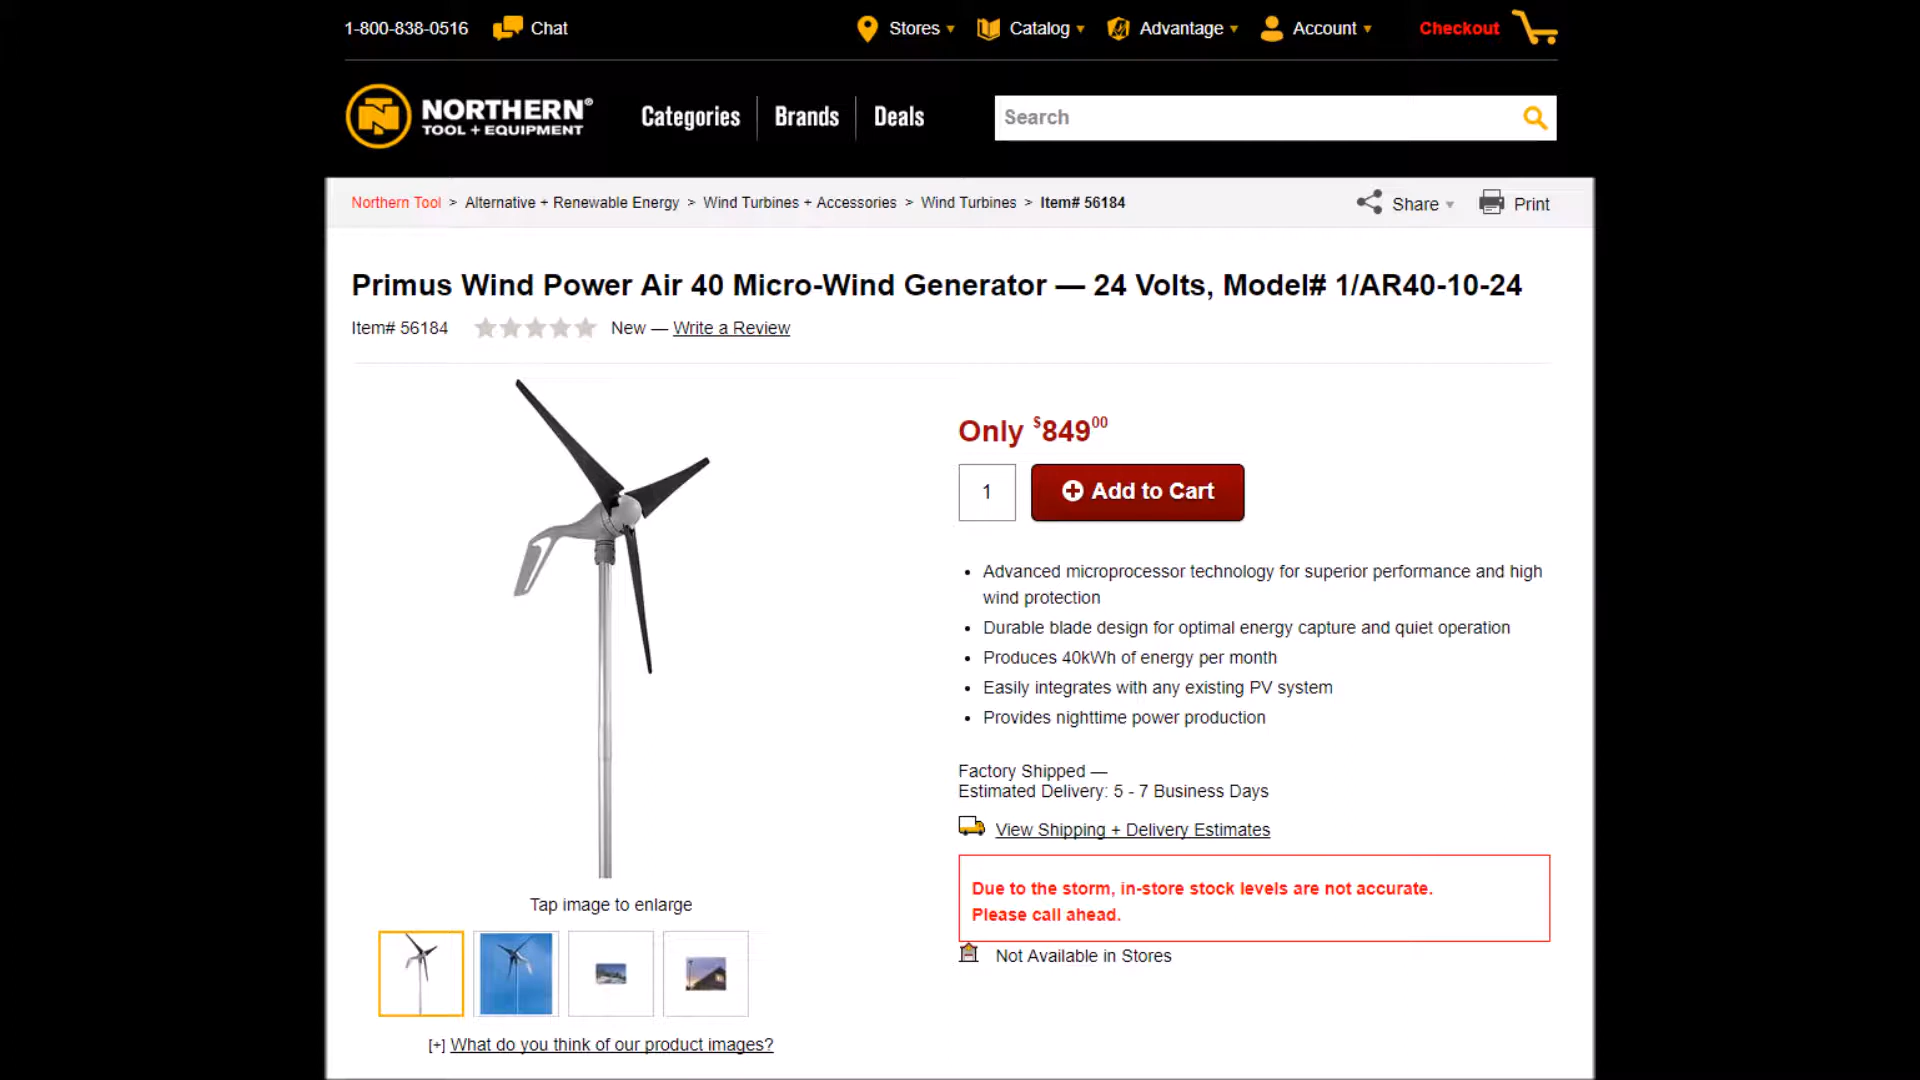 1-800-838-0516 Chat Stores Catalog Advantage Account Checkout
NORTHERN®
TOOL + EQUIPMENT
Categories Brands Deals Search
Northern Tool > Alternative + Renewable Energy > Wind Turbines + Accessories > Wind Turbines > Item# 56184 Share Print
Primus Wind Power Air 40 Micro-Wind Generator — 24 Volts, Model# 1/AR40-10-24
Item# 56184 New — Write a Review
Only $84900
1 Add to Cart
• Advanced microprocessor technology for superior performance and high
wind protection
• Durable blade design for optimal energy capture and quiet operation
• Produces 40kWh of energy per month
• Easily integrates with any existing PV system
• Provides nighttime power production
Factory Shipped —
Estimated Delivery: 5 - 7 Business Days
View Shipping + Delivery Estimates
Due to the storm, in-store stock levels are not accurate.
Please call ahead.
Not Available in Stores
Tap image to enlarge
[+] What do you think of our product images?